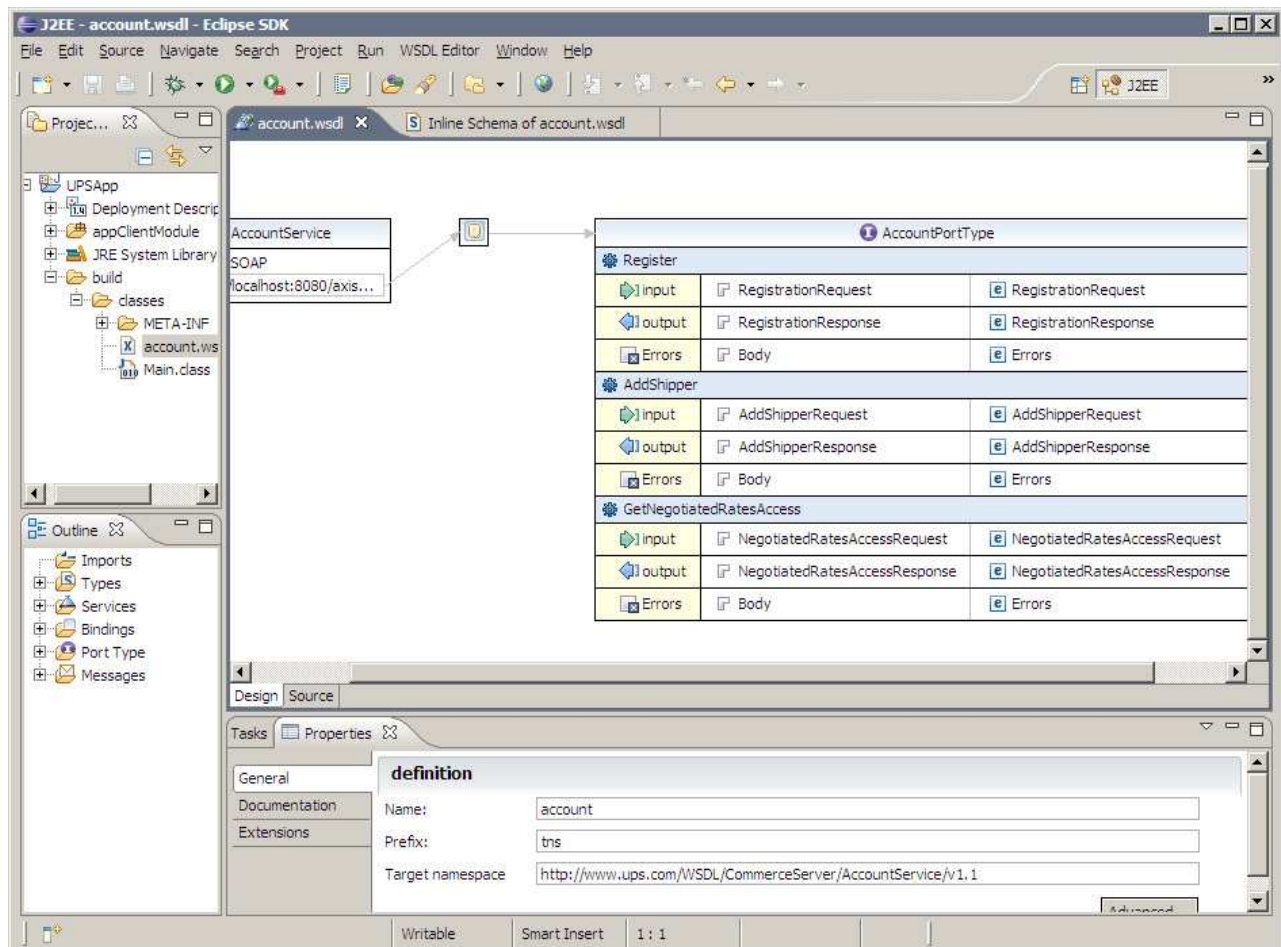 J2EE - account.wsdl - Eclipse SDK
File Edit Source Navigate Search Project Run WSDL Editor Window Help
J2EE
Projec...
UPSApp
Deployment Descrip
appClientModule
JRE System Library
build
classes
META-INF
account.ws
Main.class
account.wsdl
Inline Schema of account.wsdl
AccountService
SOAP
/localhost:8080/axis...
AccountPortType
Register
input RegistrationRequest RegistrationRequest
output RegistrationResponse RegistrationResponse
Errors Body Errors
AddShipper
input AddShipperRequest AddShipperRequest
output AddShipperResponse AddShipperResponse
Errors Body Errors
GetNegotiatedRatesAccess
input NegotiatedRatesAccessRequest NegotiatedRatesAccessRequest
output NegotiatedRatesAccessResponse NegotiatedRatesAccessResponse
Errors Body Errors
Design Source
Outline
Imports
Types
Services
Bindings
Port Type
Messages
Tasks Properties
General
Documentation
Extensions
definition
Name: account
Prefix: tns
Target namespace http://www.ups.com/WSDL/CommerceServer/AccountService/v1.1
Advanced
Writable Smart Insert 1 : 1